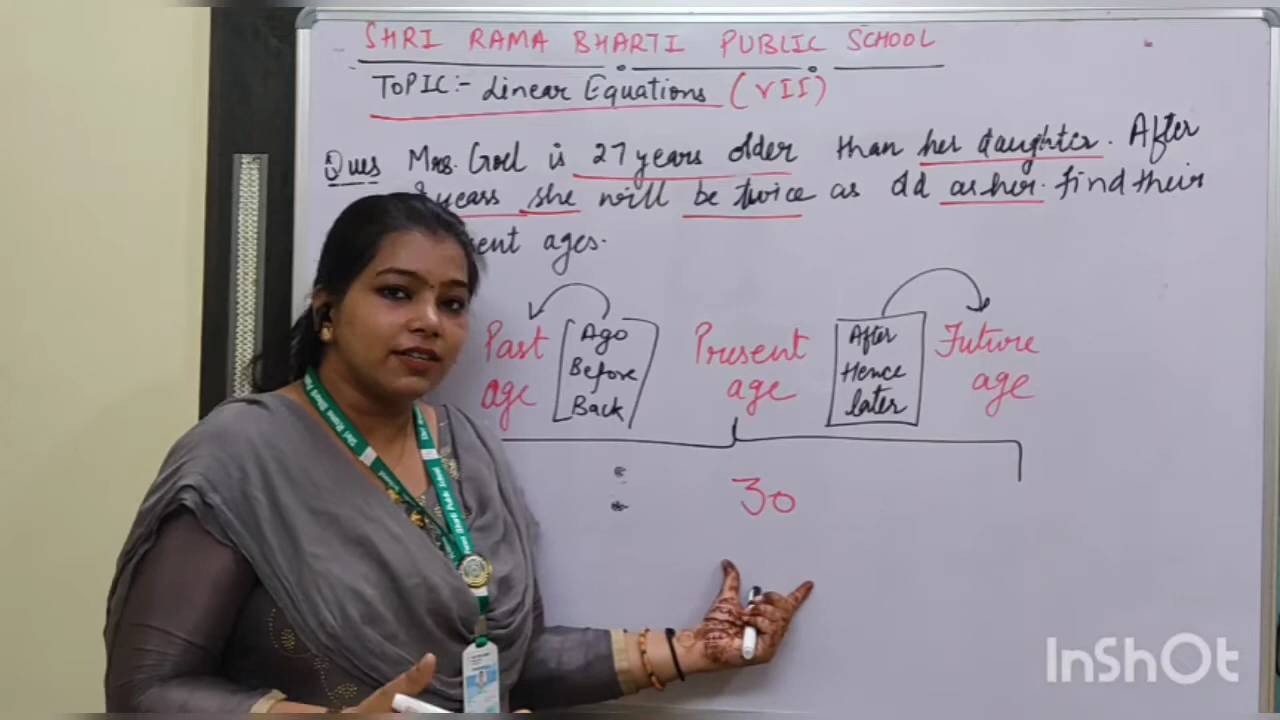 SHRI RAMA BHARTI PUBLIC SCHOOL
TOPIC:- Linear Equations (VII)
Ques Mrs. Goel is 27 years older than her daughter. After
years she will be twice as old as her. find their
ent ages.
Past age
Ago
Before
Back
Present age
After
Hence
later
Future age
30
InShOt